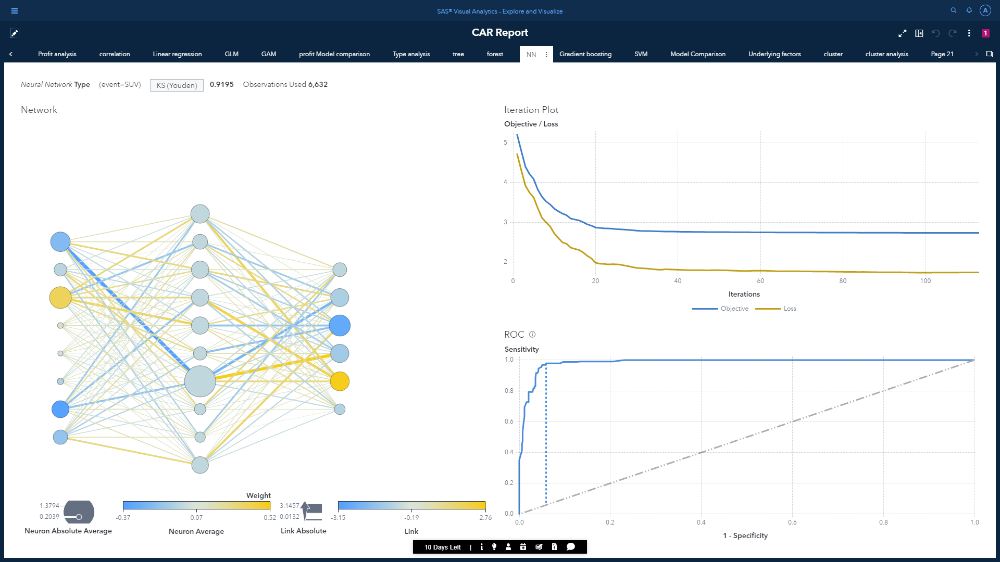 SAS® Visual Analytics - Explore and Visualize
A
CAR Report
1
Profit analysis
correlation
Linear regression
GLM
GAM
profit Model comparison
Type analysis
tree
forest
NN
Gradient boosting
SVM
Model Comparison
Underlying factors
cluster
cluster analysis
Page 21
Neural Network Type (event=SUV) KS (Youden) 0.9195 Observations Used 6,632
Network
Weight
1.3794
0.2039
Neuron Absolute Average
-0.37 0.07 0.52
Neuron Average
3.1457
0.0132
Link Absolute
-3.15 -0.19 2.76
Link
Iteration Plot
Objective / Loss
5
4
3
2
0 20 40 60 80 100
Iterations
Objective Loss
ROC
Sensitivity
1.0
0.8
0.6
0.4
0.2
0.0
0.0 0.2 0.4 0.6 0.8 1.0
1 - Specificity
10 Days Left |